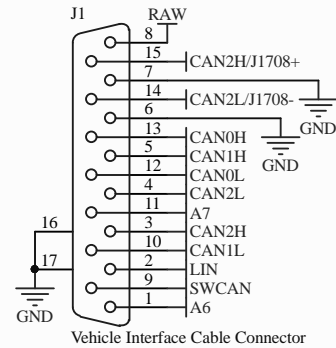 J1
RAW
8
15 CAN2H/J1708+
7
14 CAN2L/J1708-
GND
6
13 CAN0H
GND
5 CAN1H
12 CAN0L
4 CAN2L
11 A7
16
3 CAN2H
10 CAN1L
17
2 LIN
9 SWCAN
GND
1 A6
Vehicle Interface Cable Connector